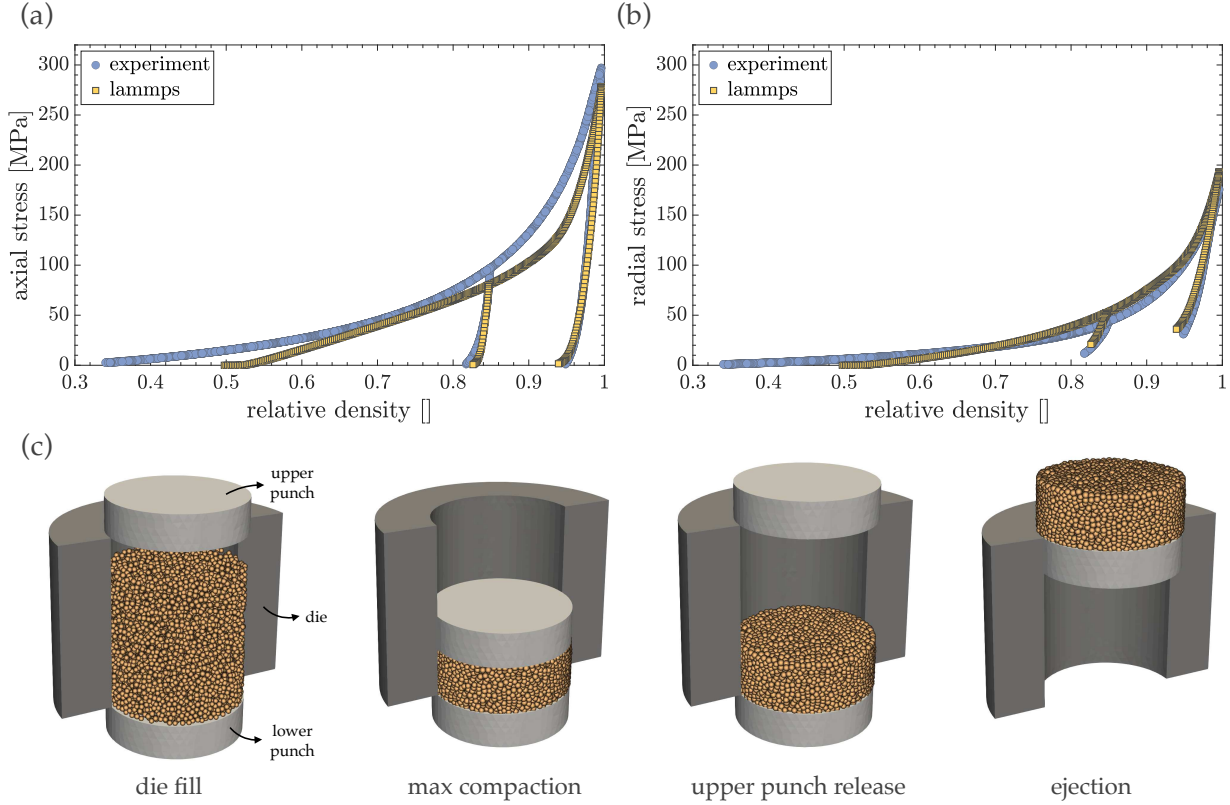 (a)
(b)
300
250
200
150
100
50
0
0.3 0.4 0.5 0.6 0.7 0.8 0.9 1
axial stress [MPa]
relative density []
experiment
lammps
300
250
200
150
100
50
0
0.3 0.4 0.5 0.6 0.7 0.8 0.9 1
radial stress [MPa]
relative density []
experiment
lammps
(c)
upper
punch
die
lower
punch
die fill
max compaction
upper punch release
ejection